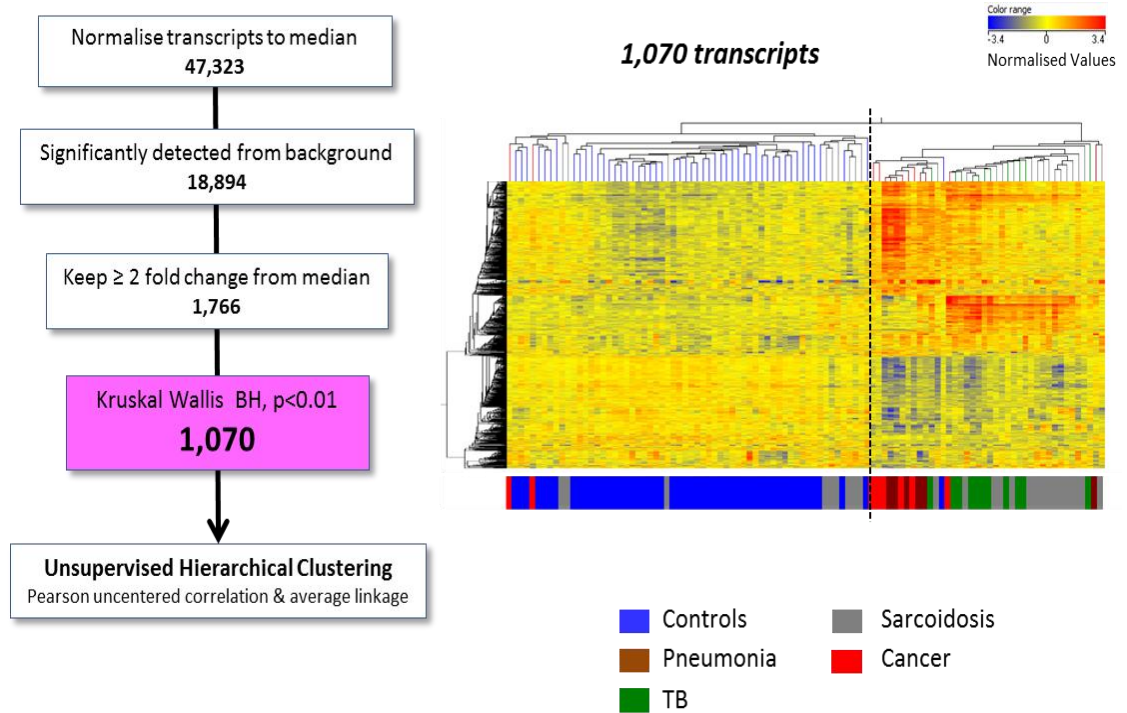 Normalise transcripts to median
47,323
Significantly detected from background
18,894
Keep ≥ 2 fold change from median
1,766
Kruskal Wallis BH, p<0.01
1,070
Unsupervised Hierarchical Clustering
Pearson uncentered correlation & average linkage
1,070 transcripts
Color range
-3.4 0 3.4
Normalised Values
Controls
Pneumonia
TB
Sarcoidosis
Cancer